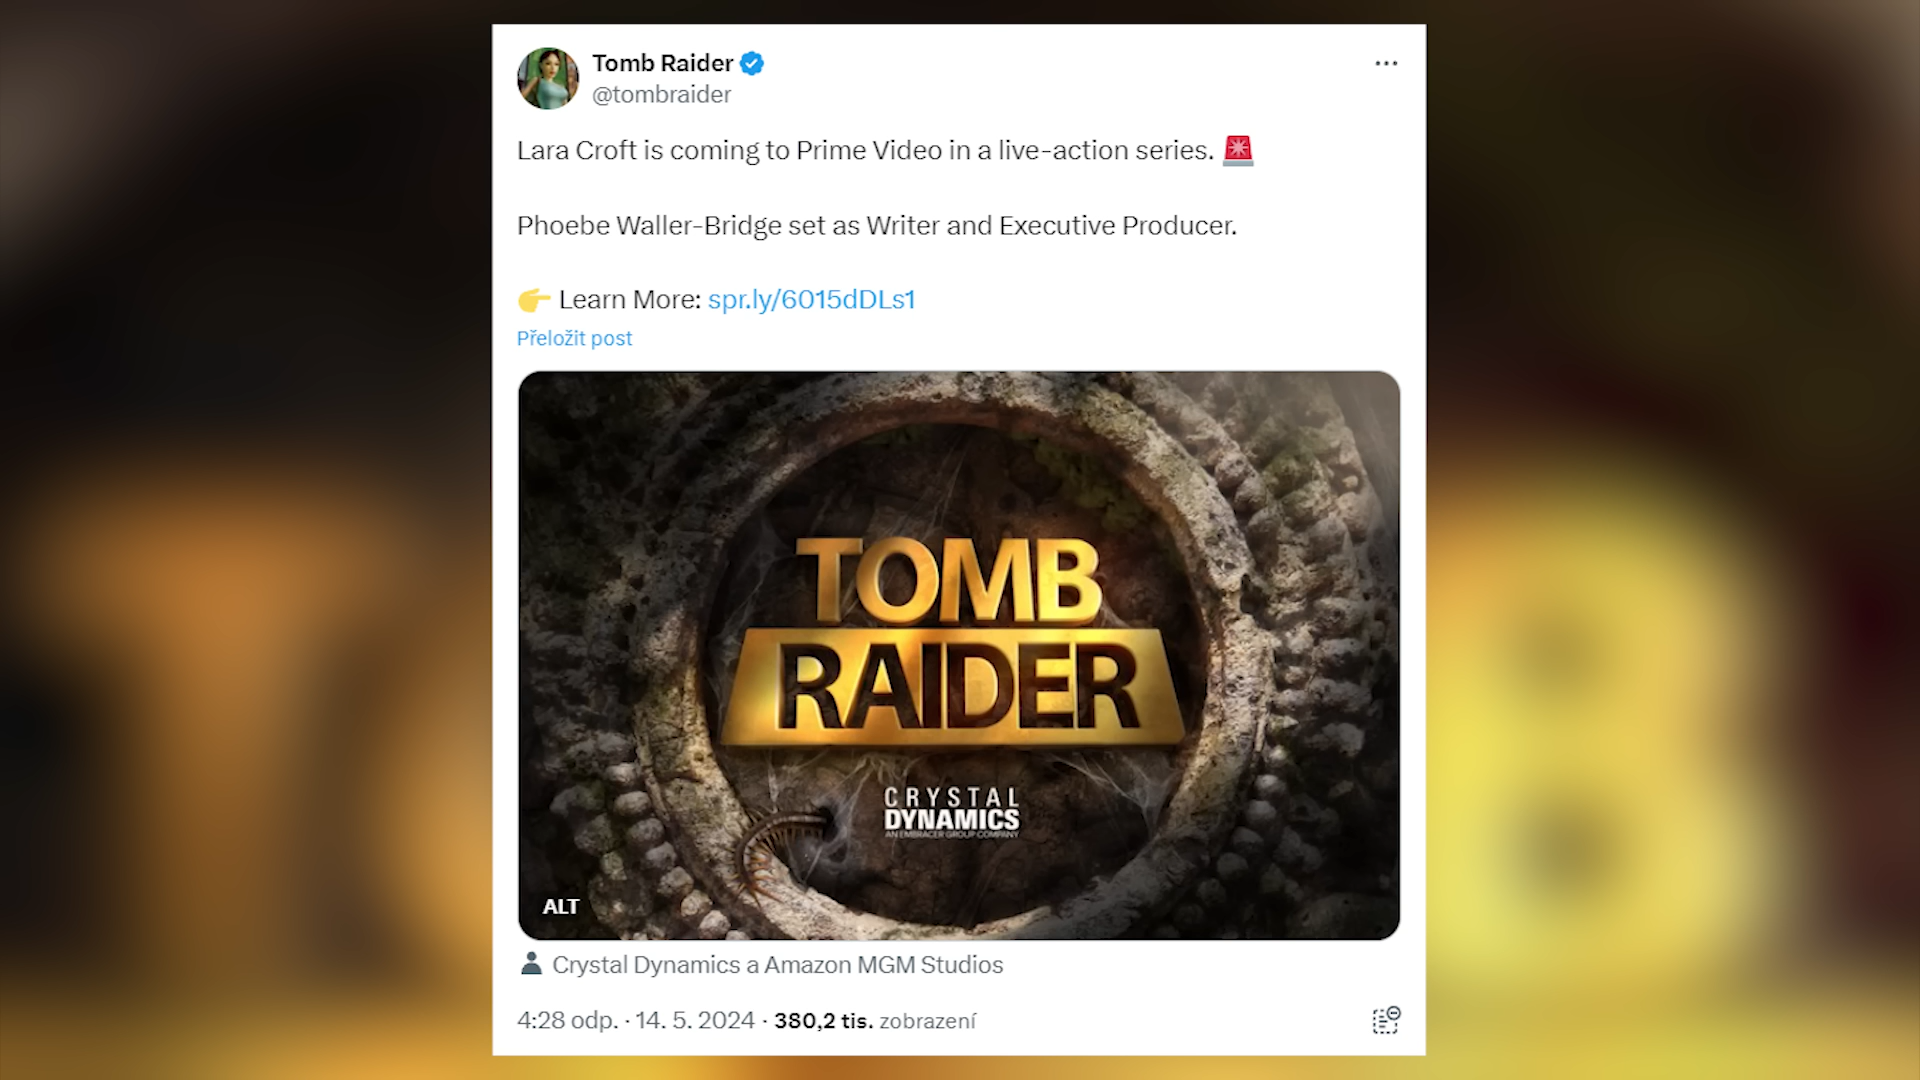 Tomb Raider
@tombraider
Lara Croft is coming to Prime Video in a live-action series. 🚨
Phoebe Waller-Bridge set as Writer and Executive Producer.
👉 Learn More: spr.ly/6015dDLs1
Přeložit post
TOMB
RAIDER
CRYSTAL
DYNAMICS
AN EMBRACER GROUP COMPANY
ALT
Crystal Dynamics a Amazon MGM Studios
4:28 odp. · 14. 5. 2024 · 380,2 tis. zobrazení